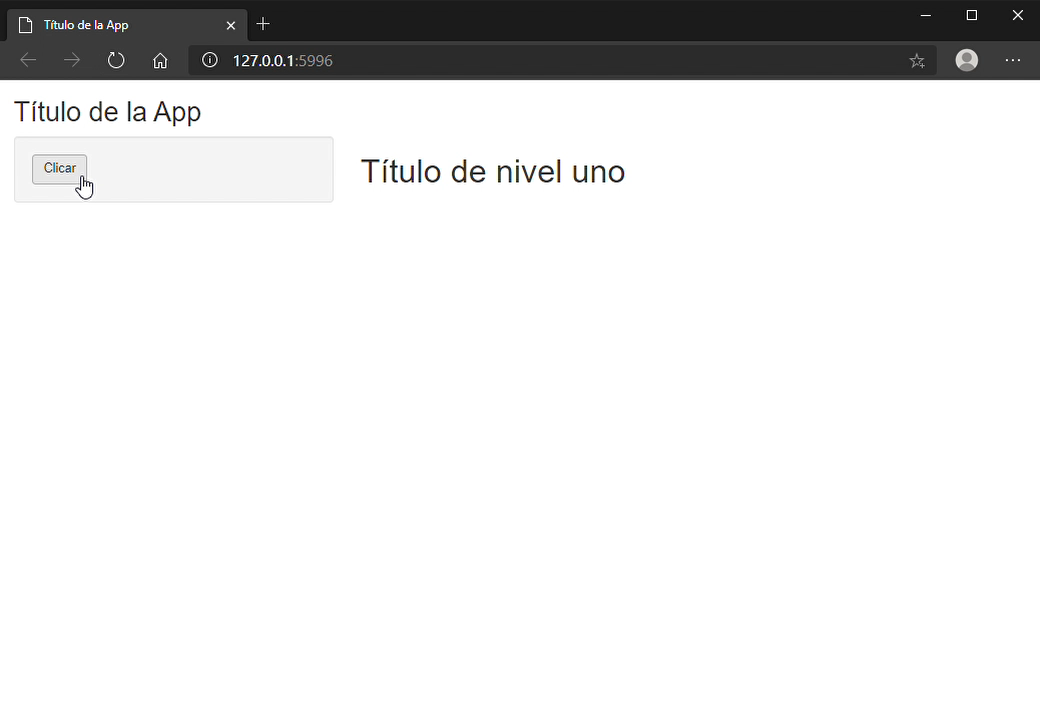 Título de la App
127.0.0.1:5996
Título de la App
Clicar
Título de nivel uno